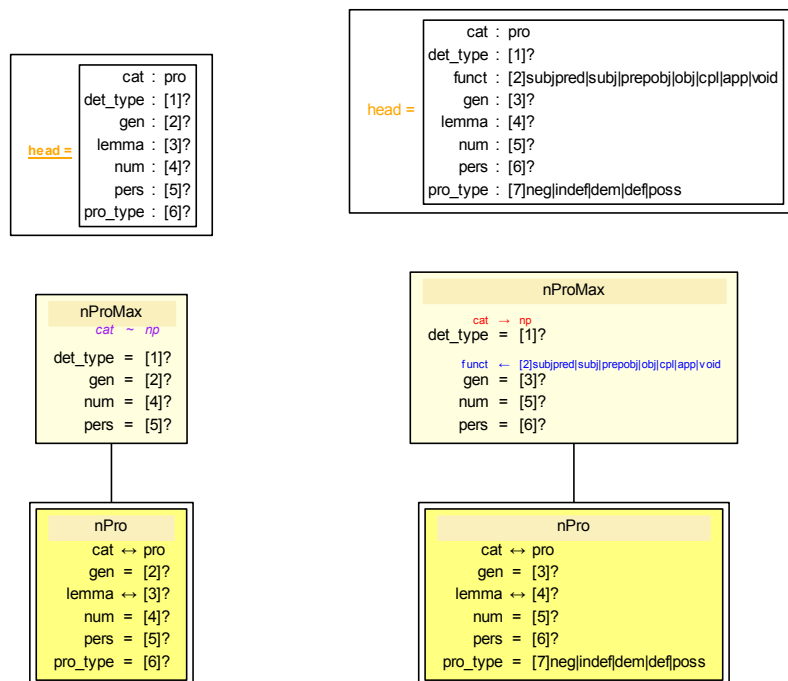 head =
cat : pro
det_type : [1]?
gen : [2]?
lemma : [3]?
num : [4]?
pers : [5]?
pro_type : [6]?
nProMax
cat ~ np
det_type = [1]?
gen = [2]?
num = [4]?
pers = [5]?
nPro
cat ↔ pro
gen = [2]?
lemma ↔ [3]?
num = [4]?
pers = [5]?
pro_type = [6]?
head =
cat : pro
det_type : [1]?
funct : [2]subjpred|subj|prepobj|obj|cpl|app|void
gen : [3]?
lemma : [4]?
num : [5]?
pers : [6]?
pro_type : [7]neg|indef|dem|def|poss
nProMax
cat → np
det_type = [1]?
funct ← [2]subjpred|subj|prepobj|obj|cpl|app|void
gen = [3]?
num = [5]?
pers = [6]?
nPro
cat ↔ pro
gen = [3]?
lemma ↔ [4]?
num = [5]?
pers = [6]?
pro_type = [7]neg|indef|dem|def|poss